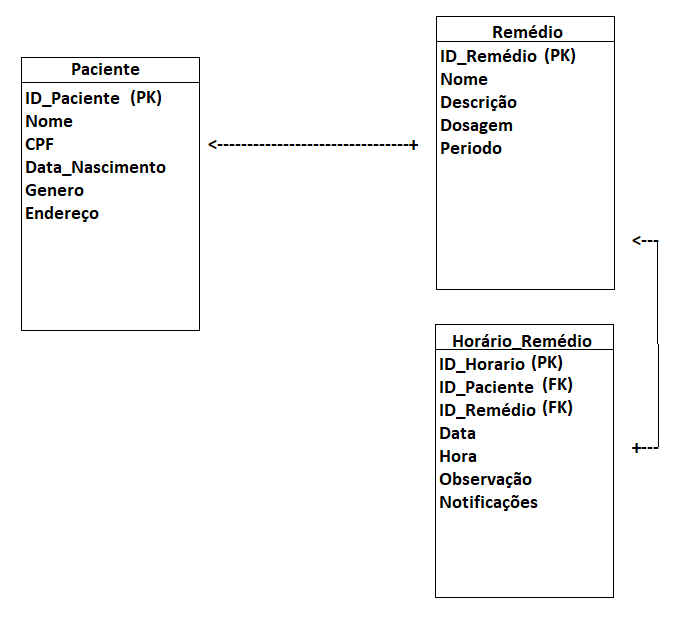 Paciente
ID_Paciente (PK)
Nome
CPF
Data_Nascimento
Genero
Endereço
<--------------------------------+
Remédio
ID_Remédio (PK)
Nome
Descrição
Dosagem
Periodo
<---
Horário_Remédio
ID_Horario (PK)
ID_Paciente (FK)
ID_Remédio (FK)
Data
Hora
Observação
Notificações
+---